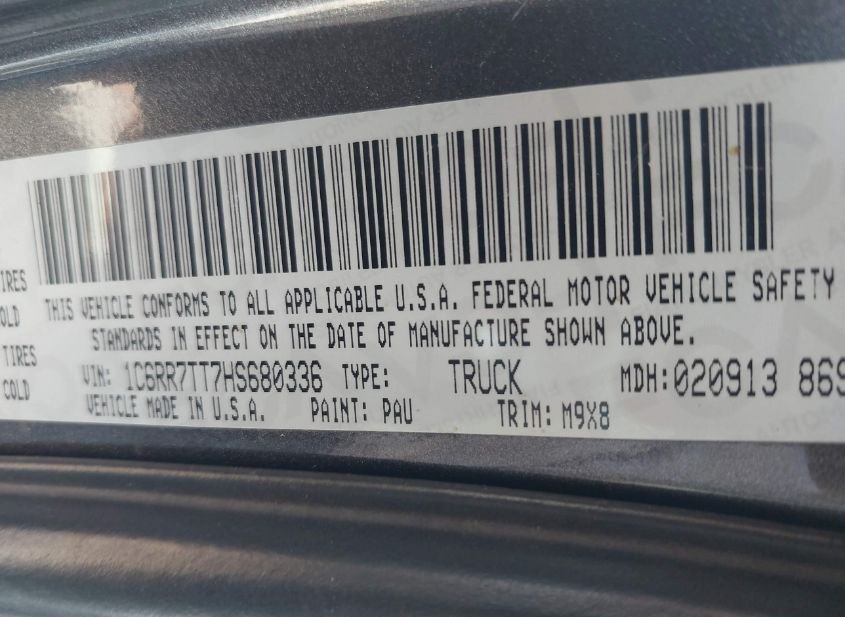 THIS VEHICLE CONFORMS TO ALL APPLICABLE U.S.A. FEDERAL MOTOR VEHICLE SAFETY
STANDARDS IN EFFECT ON THE DATE OF MANUFACTURE SHOWN ABOVE.
VIN: 1C6RR7TT7HS680336 TYPE: TRUCK MDH:020913 869
VEHICLE MADE IN U.S.A. PAINT: PAU TRIM: M9X8
IRES
OLD
TIRES
COLD